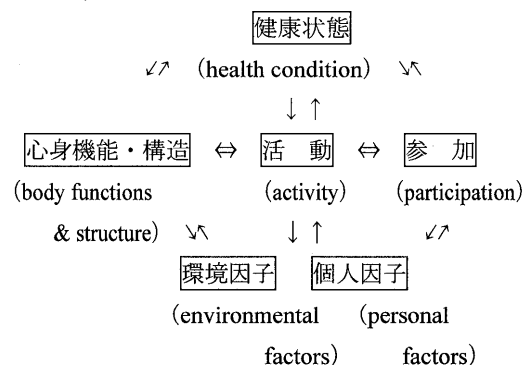 健康状態
↙↗ (health condition) ↘↖
↓ ↑
心身機能・構造 ⇔ 活　動 ⇔ 参　加
(body functions (activity) (participation)
& structure) ↘↖ ↓ ↑ ↙↗
環境因子 個人因子
(environmental (personal
factors) factors)